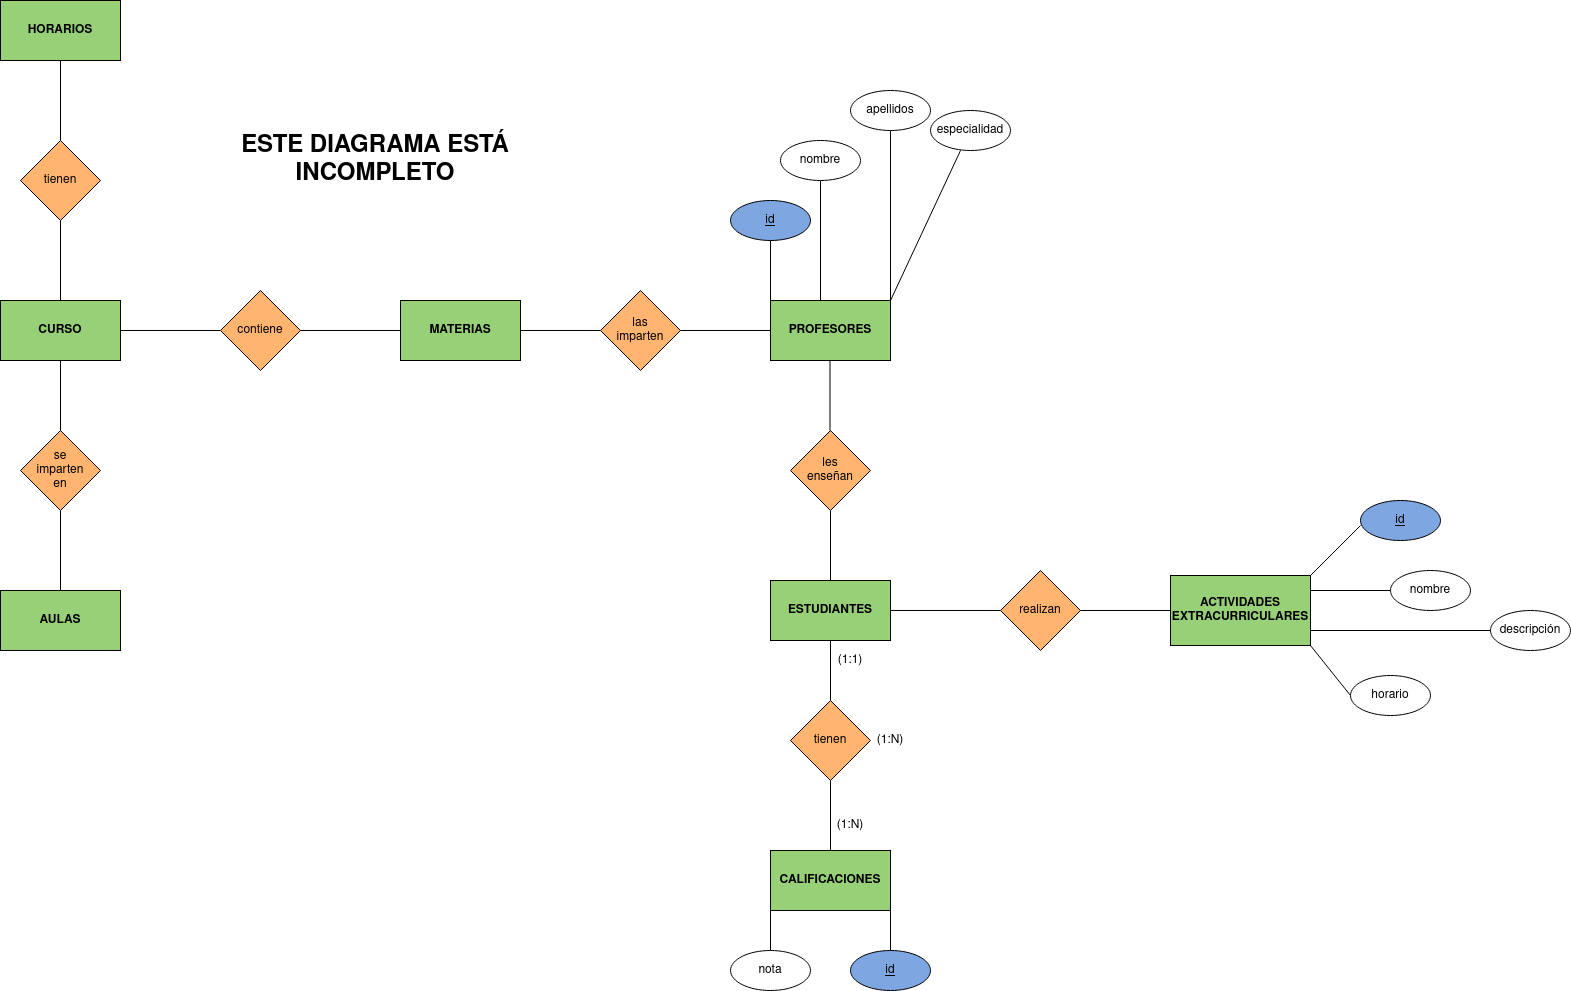 HORARIOS
tienen
ESTE DIAGRAMA ESTÁ
INCOMPLETO
apellidos
especialidad
nombre
id
CURSO
contiene
MATERIAS
las
imparten
PROFESORES
se
imparten
en
les
enseñan
AULAS
ESTUDIANTES
realizan
ACTIVIDADES
EXTRACURRICULARES
id
nombre
descripción
horario
(1:1)
tienen
(1:N)
(1:N)
CALIFICACIONES
nota
id